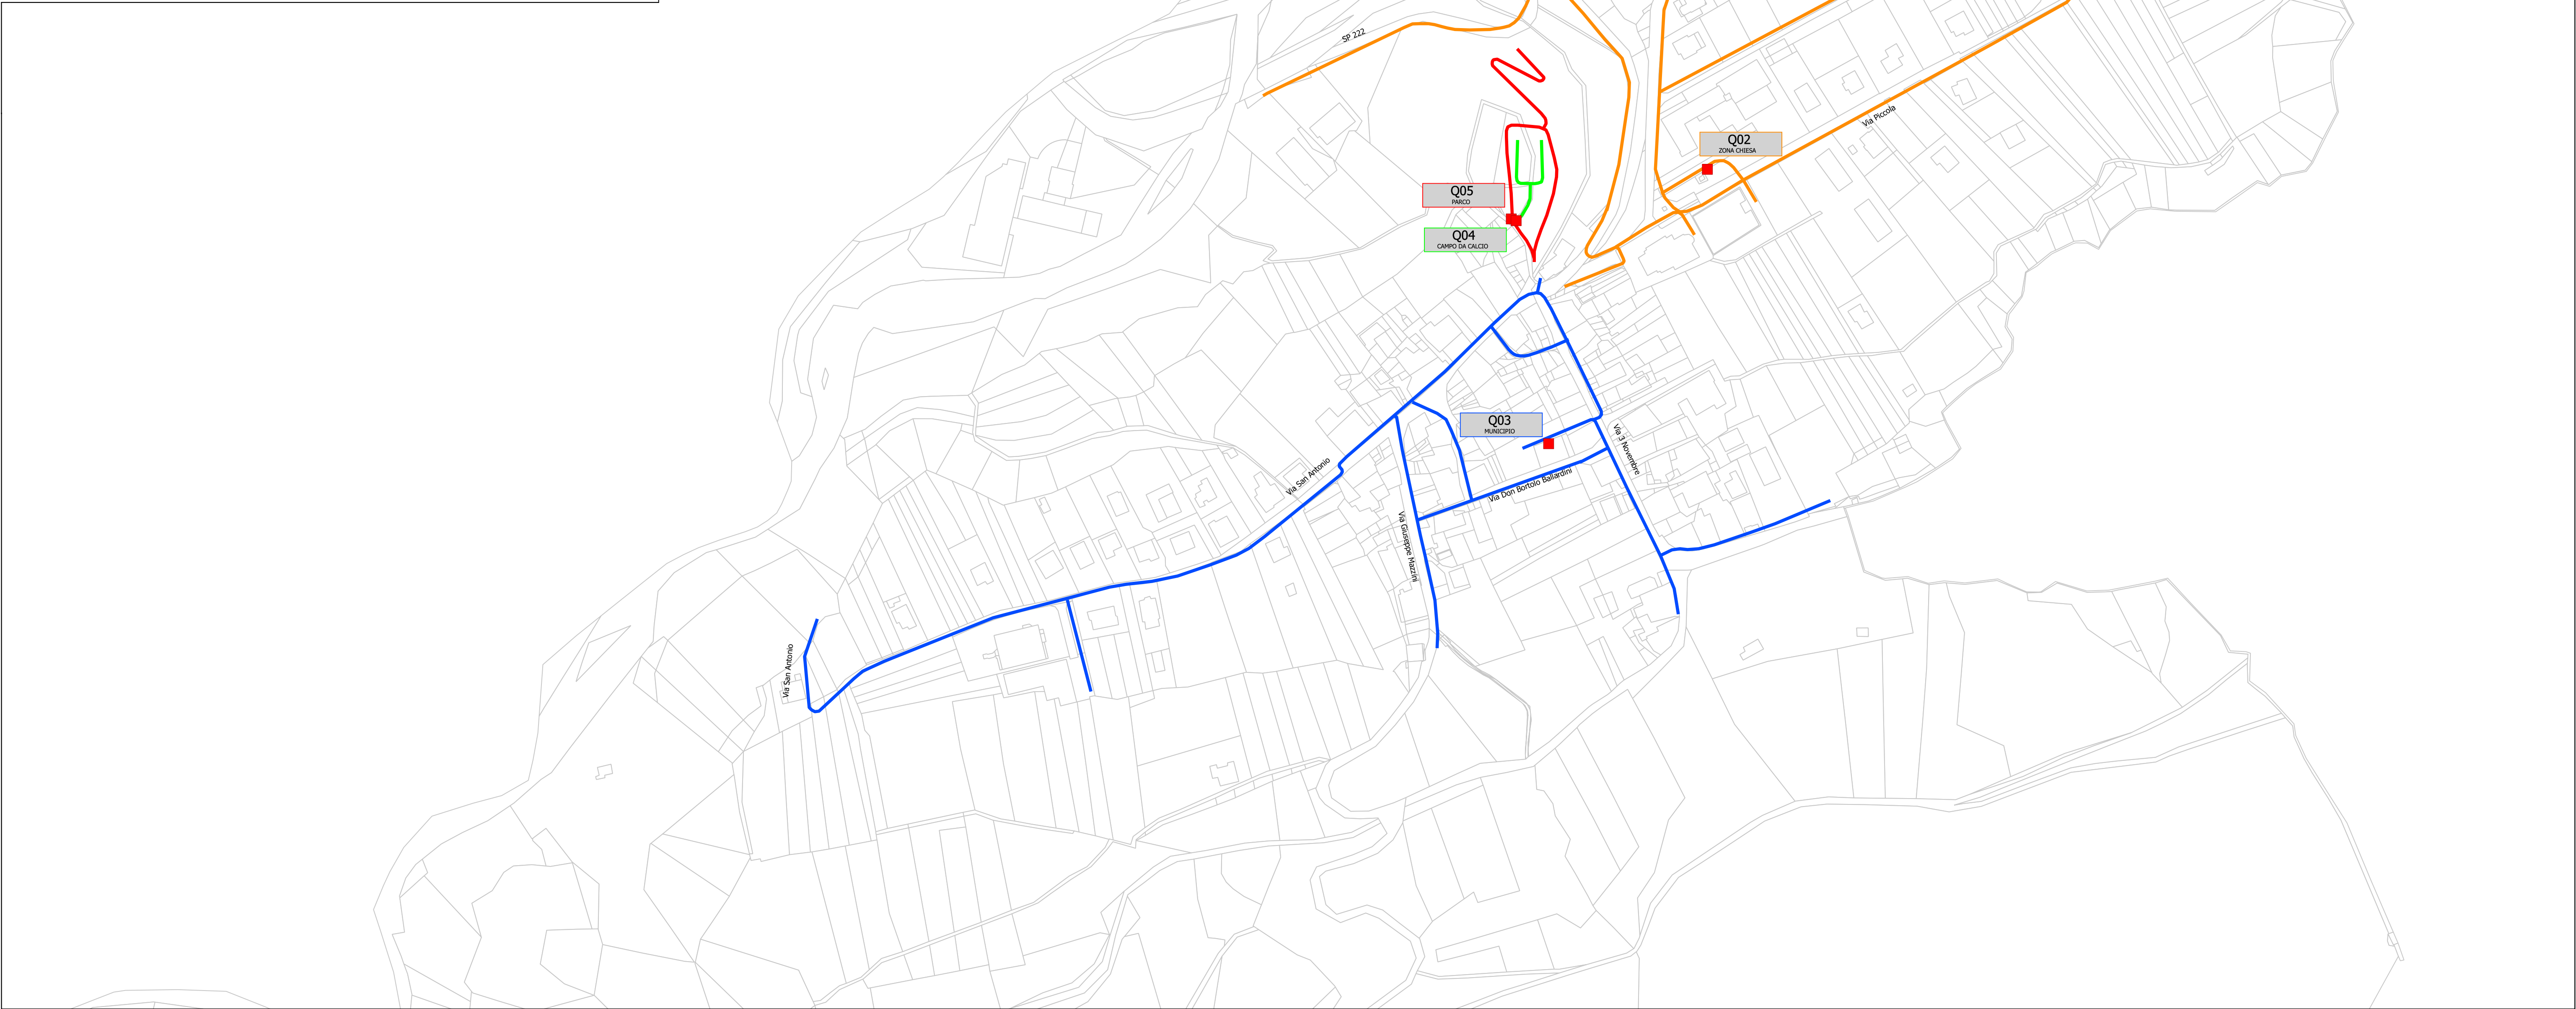 SP 222
Via Piccola
Q02
ZONA CHIESA
Q05
PARCO
Q04
CAMPO DA CALCIO
Q03
MUNICIPIO
Via 3 Novembre
Via San Antonio
Via Don Bortolo Ballardini
Via Giuseppe Mazzini
Via San Antonio